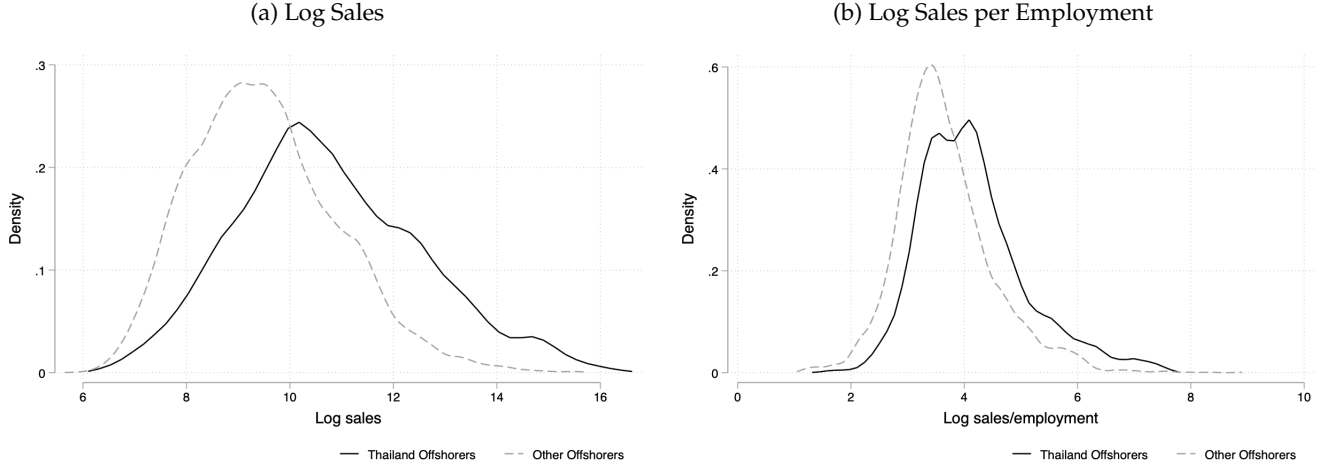 (a) Log Sales
.3
.2
.1
0
Density
6 8 10 12 14 16
Log sales
Thailand Offshorers Other Offshorers
(b) Log Sales per Employment
.6
.4
.2
0
Density
0 2 4 6 8 10
Log sales/employment
Thailand Offshorers Other Offshorers